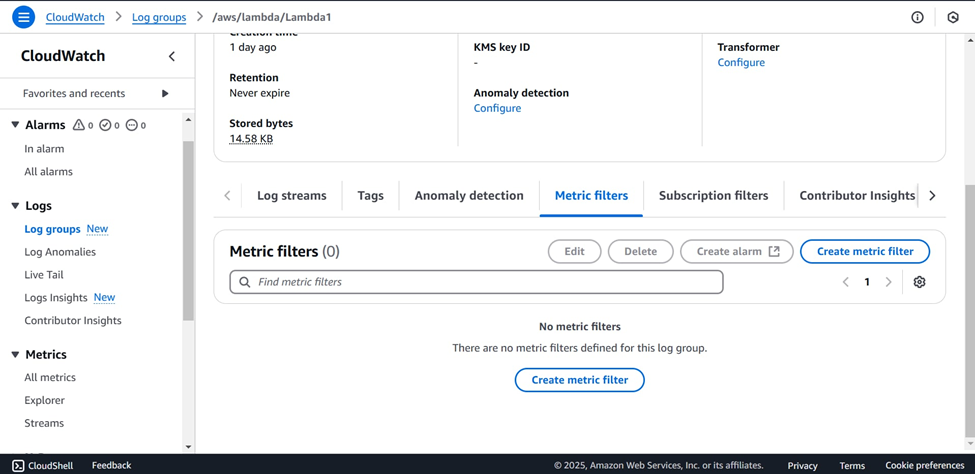 CloudWatch > Log groups > /aws/lambda/Lambda1
CloudWatch
Favorites and recents
Alarms 0 0 0
In alarm
All alarms
Logs
Log groups New
Log Anomalies
Live Tail
Logs Insights New
Contributor Insights
Metrics
All metrics
Explorer
Streams
Creation time
1 day ago
Retention
Never expire
Stored bytes
14.58 KB
KMS key ID
-
Anomaly detection
Configure
Transformer
Configure
Log streams
Tags
Anomaly detection
Metric filters
Subscription filters
Contributor Insights
Metric filters (0)
Edit
Delete
Create alarm
Create metric filter
Find metric filters
1
No metric filters
There are no metric filters defined for this log group.
Create metric filter
CloudShell
Feedback
© 2025, Amazon Web Services, Inc. or its affiliates.
Privacy
Terms
Cookie preferences